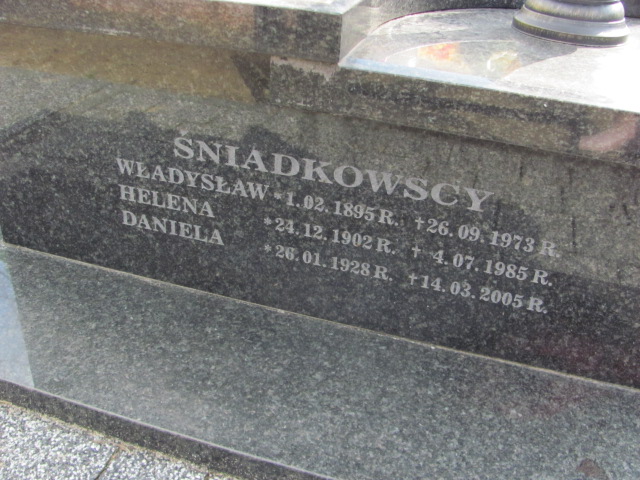 ŚNIADKOWSCY
WŁADYSŁAW *1.02.1895 R. +26.09.1973 R.
HELENA *24.12.1902 R. + 4.07.1985 R.
DANIELA *26.01.1928 R. +14.03.2005 R.